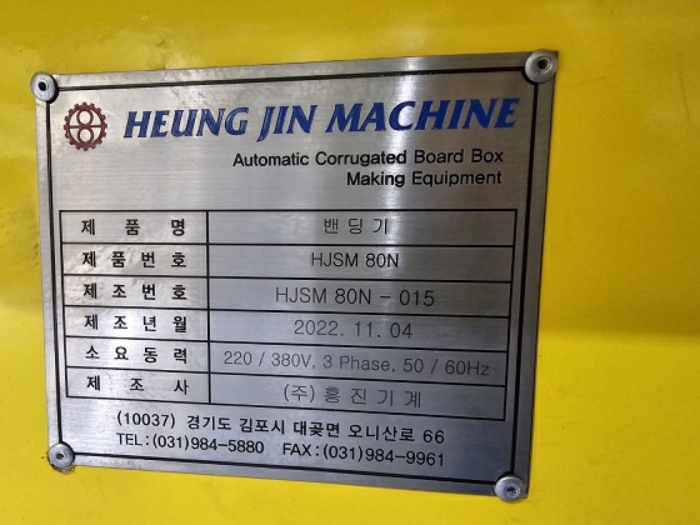 HEUNG JIN MACHINE
Automatic Corrugated Board Box
Making Equipment
제 품 명 밴딩기
제 품 번 호 HJSM 80N
제 조 번 호 HJSM 80N - 015
제 조 년 월 2022. 11. 04
소 요 동 력 220 / 380V, 3 Phase, 50 / 60Hz
제 조 사 (주) 흥진기계
(10037) 경기도 김포시 대곶면 오니산로 66
TEL:(031)984-5880 FAX:(031)984-9961